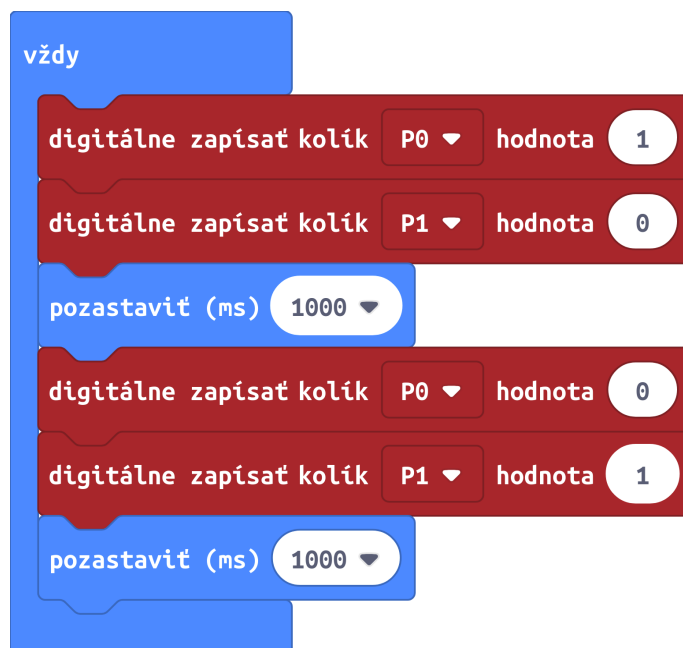 vždy
digitálne zapísať kolík P0 hodnota 1
digitálne zapísať kolík P1 hodnota 0
pozastaviť (ms) 1000
digitálne zapísať kolík P0 hodnota 0
digitálne zapísať kolík P1 hodnota 1
pozastaviť (ms) 1000